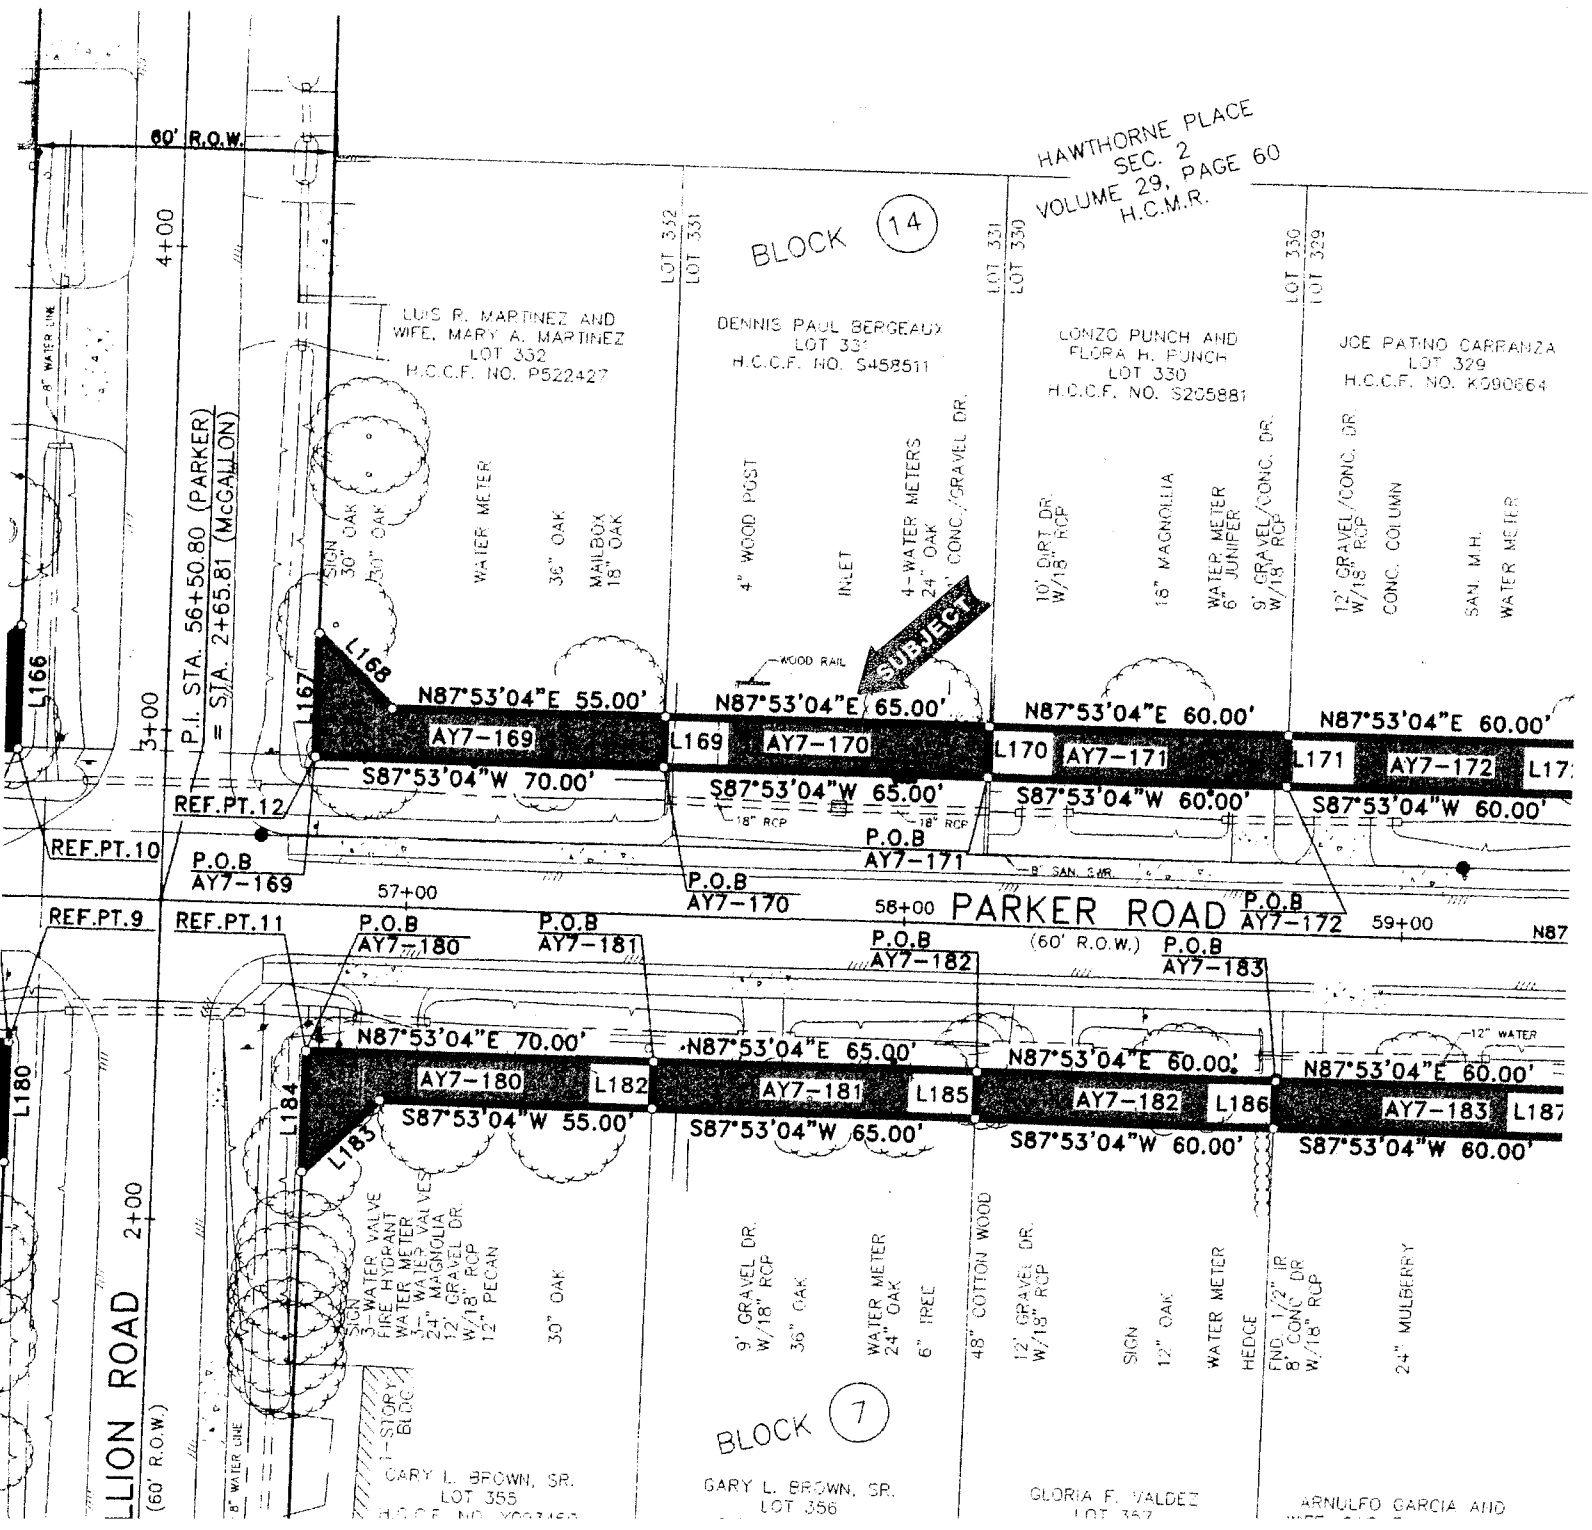 60' R.O.W.
HAWTHORNE PLACE
SEC. 2
VOLUME 29, PAGE 60
H.C.M.R.
BLOCK 14
LOT 332
LOT 331
LOT 331
LOT 330
LOT 330
LOT 329
4+00
8" WATER LINE
LUIS R. MARTINEZ AND
WIFE, MARY A. MARTINEZ
LOT 332
H.C.C.F. NO. P522427
DENNIS PAUL BERGEAUX
LOT 331
H.C.C.F. NO. S458511
LONZO PUNCH AND
FLORA H. PUNCH
LOT 330
H.C.C.F. NO. S205881
JOE PATINO CARRANZA
LOT 329
H.C.C.F. NO. K090664
P.I. STA. 56+50.80 (PARKER)
= STA. 2+65.81 (McGALLON)
SIGN
30" OAK
30" OAK
WATER METER
36" OAK
MAILBOX
18" OAK
4" WOOD POST
INLET
4-WATER METERS
24" OAK
CONC./GRAVEL DR.
10' DIRT DR.
W/18" RCP
18" MAGNOLLIA
WATER METER
6" JUNIPER
9' GRAVEL/CONC. DR.
W/18" RCP
12' GRAVEL/CONC. DR.
W/18" RCP
CONC. COLUMN
SAN. M.H.
WATER METER
SUBJECT
WOOD RAIL
L166
L167
L168
N87°53'04"E 55.00'
N87°53'04"E 65.00'
N87°53'04"E 60.00'
N87°53'04"E 60.00'
3+00
AY7-169
L169
AY7-170
L170
AY7-171
L171
AY7-172
S87°53'04"W 70.00'
S87°53'04"W 65.00'
S87°53'04"W 60.00'
S87°53'04"W 60.00'
REF.PT.12
18" RCP
18" RCP
REF.PT.10
P.O.B
AY7-169
P.O.B
AY7-171
8" SAN. SWR.
57+00
P.O.B
AY7-170
58+00
PARKER ROAD
(60' R.O.W.)
P.O.B
AY7-172
59+00
N87
REF.PT.9
REF.PT.11
P.O.B
AY7-180
P.O.B
AY7-181
P.O.B
AY7-182
P.O.B
AY7-183
12" WATER
N87°53'04"E 70.00'
N87°53'04"E 65.00'
N87°53'04"E 60.00'
N87°53'04"E 60.00'
L180
L184
AY7-180
L182
AY7-181
L185
AY7-182
L186
AY7-183
L187
L183
S87°53'04"W 55.00'
S87°53'04"W 65.00'
S87°53'04"W 60.00'
S87°53'04"W 60.00'
2+00
SIGN
3-WATER VALVE
FIRE HYDRANT
WATER METER
3-WATER VALVES
24" MAGNOLIA
12' GRAVEL DR.
W/18" RCP
12" PECAN
30" OAK
9' GRAVEL DR.
W/18" RCP
36" OAK
WATER METER
24" OAK
6" TREE
48" COTTON WOOD
12' GRAVEL DR.
W/18" RCP
SIGN
12" OAK
WATER METER
HEDGE
FND. 1/2" IR
8' CONC DR
W/18" RCP
24" MULBERRY
LLION ROAD
(60' R.O.W.)
8" WATER LINE
1-STORY
BLDG.
BLOCK 7
GARY L. BROWN, SR.
LOT 355
GARY L. BROWN, SR.
LOT 356
GLORIA F. VALDEZ
LOT 357
ARNULFO GARCIA AND